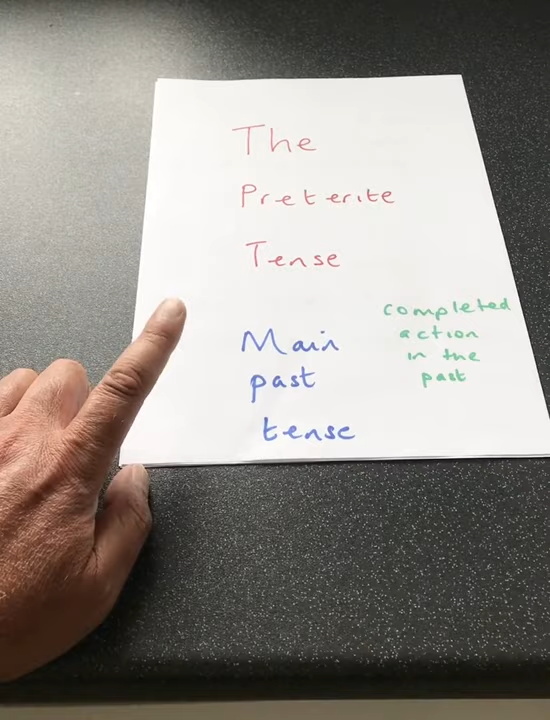 The
Preterite
Tense
Main
past
tense
completed
action
in the
past